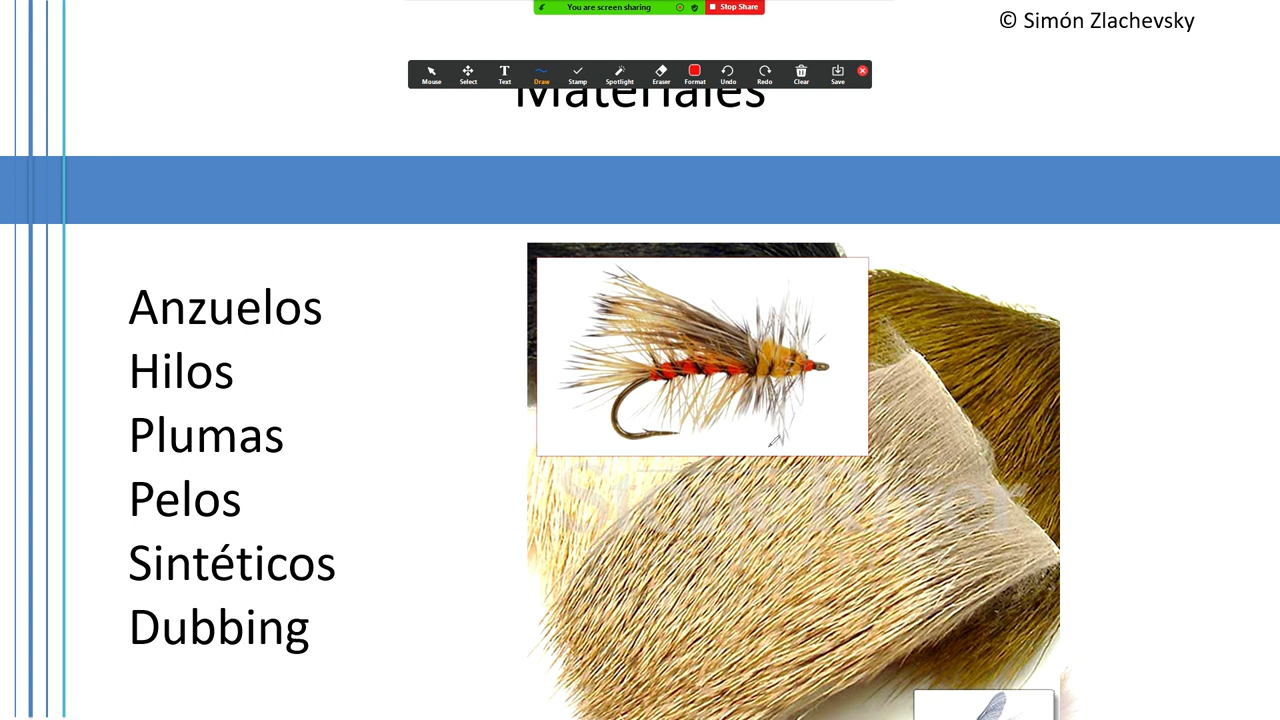 You are screen sharing
Stop Share
© Simón Zlachevsky
Mouse
Select
Text
Draw
Stamp
Spotlight
Eraser
Format
Undo
Redo
Clear
Save
Materiales
Anzuelos
Hilos
Plumas
Pelos
Sintéticos
Dubbing